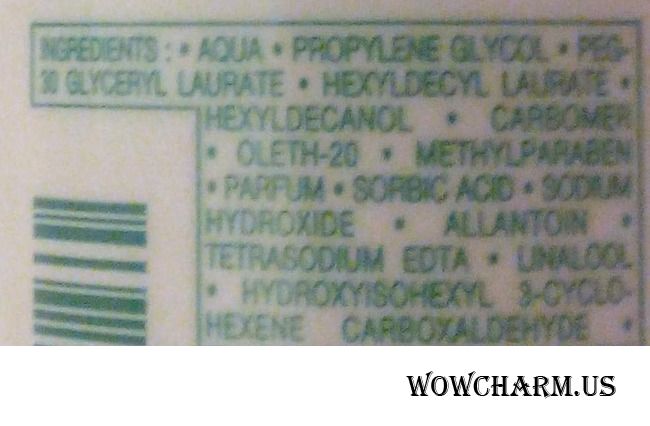 INGREDIENTS : • AQUA • PROPYLENE GLYCOL • PEG-
30 GLYCERYL LAURATE • HEXYLDECYL LAURATE •
HEXYLDECANOL • CARBOMER
• OLETH-20 • METHYLPARABEN
• PARFUM • SORBIC ACID • SODIUM
HYDROXIDE • ALLANTOIN •
TETRASODIUM EDTA • LINALOOL
• HYDROXYISOHEXYL 3-CYCLO-
HEXENE CARBOXALDEHYDE •
WOWCHARM.US